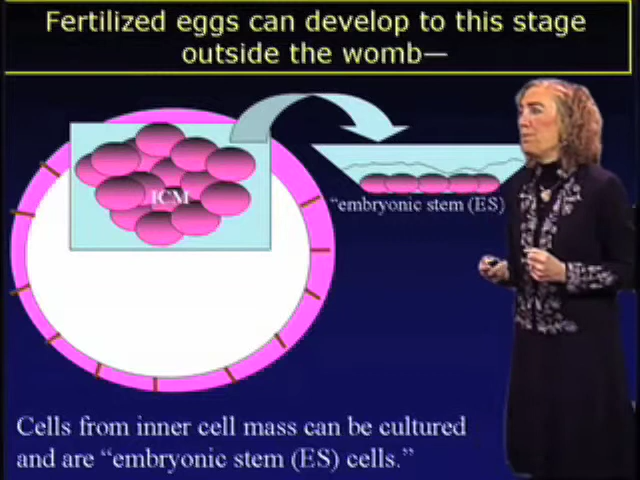 Fertilized eggs can develop to this stage
outside the womb—
ICM
"embryonic stem (ES)
Cells from inner cell mass can be cultured
and are “embryonic stem (ES) cells.”